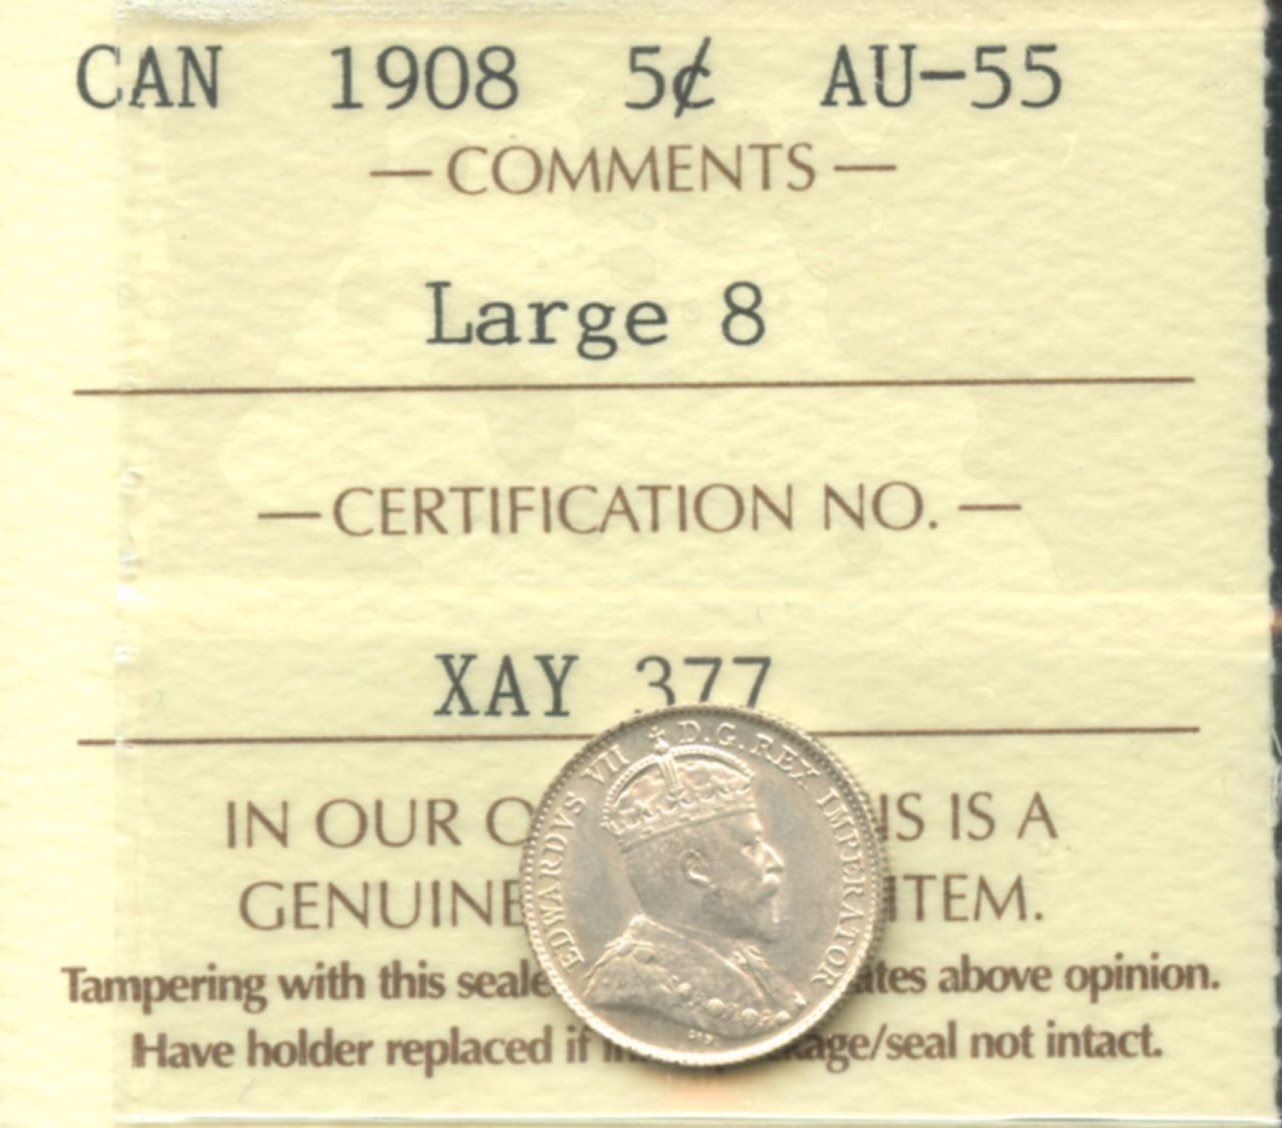 CAN 1908 5¢ AU-55
— COMMENTS —
Large 8
— CERTIFICATION NO. —
XAY 377
EDWARDVS VII D.G. REX IMPERATOR
IN OUR IS IS A
GENUINE ITEM.
Tampering with this seale ates above opinion.
Have holder replaced if kage/seal not intact.